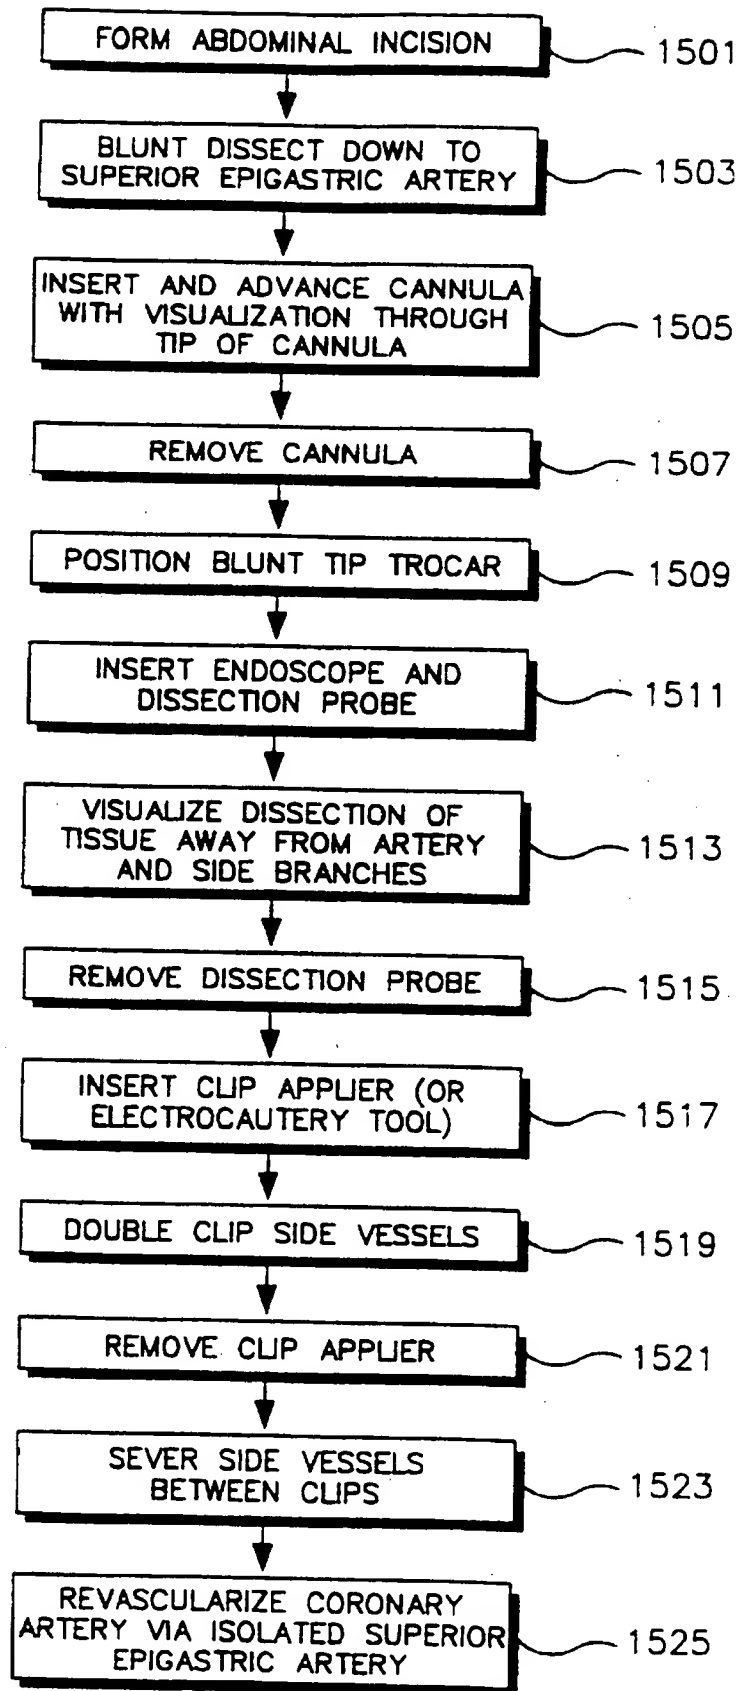 FORM ABDOMINAL INCISION
1501
BLUNT DISSECT DOWN TO
SUPERIOR EPIGASTRIC ARTERY
1503
INSERT AND ADVANCE CANNULA
WITH VISUALIZATION THROUGH
TIP OF CANNULA
1505
REMOVE CANNULA
1507
POSITION BLUNT TIP TROCAR
1509
INSERT ENDOSCOPE AND
DISSECTION PROBE
1511
VISUALIZE DISSECTION OF
TISSUE AWAY FROM ARTERY
AND SIDE BRANCHES
1513
REMOVE DISSECTION PROBE
1515
INSERT CLIP APPLIER (OR
ELECTROCAUTERY TOOL)
1517
DOUBLE CLIP SIDE VESSELS
1519
REMOVE CLIP APPLIER
1521
SEVER SIDE VESSELS
BETWEEN CLIPS
1523
REVASCULARIZE CORONARY
ARTERY VIA ISOLATED SUPERIOR
EPIGASTRIC ARTERY
1525